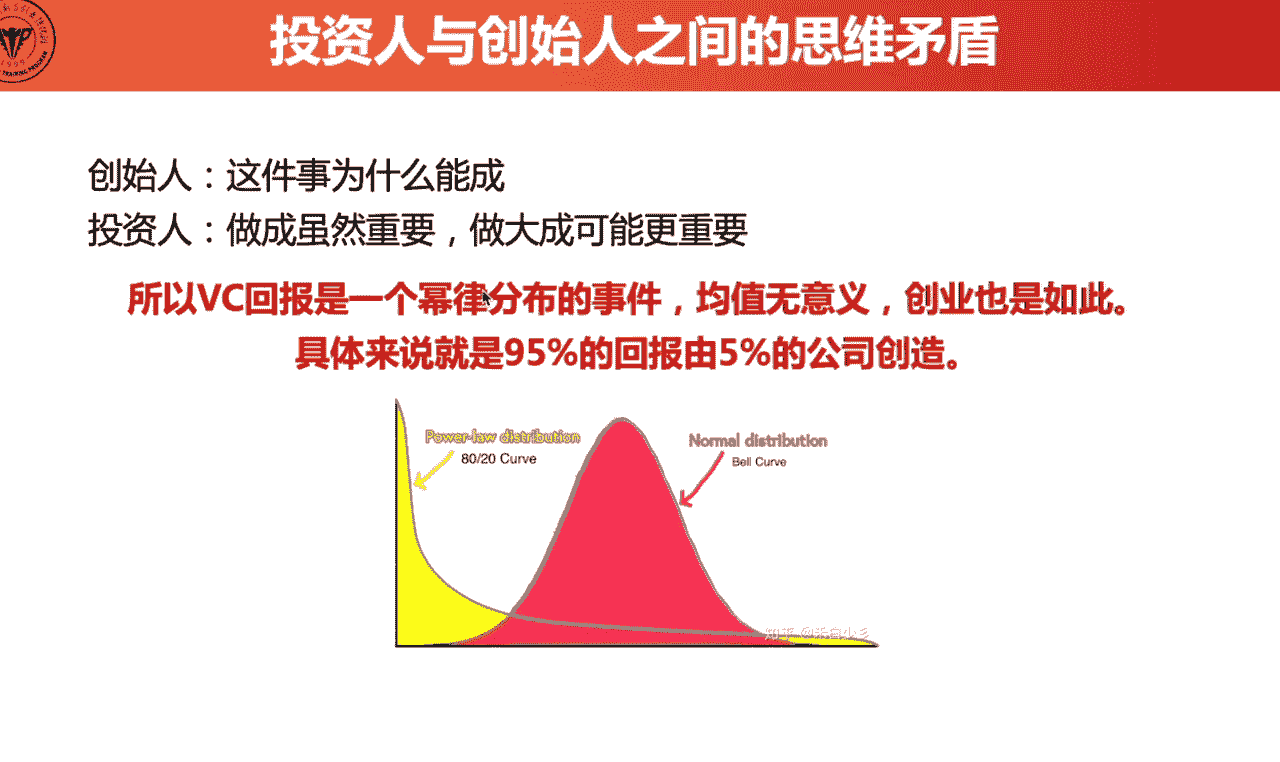 投资人与创始人之间的思维矛盾
创始人：这件事为什么能成
投资人：做成虽然重要，做大成可能更重要
所以VC回报是一个幂律分布的事件，均值无意义，创业也是如此。
具体来说就是95%的回报由5%的公司创造。
Power-law distribution
80/20 Curve
Normal distribution
Bell Curve
知乎
1999
TRAINING PROGRAM